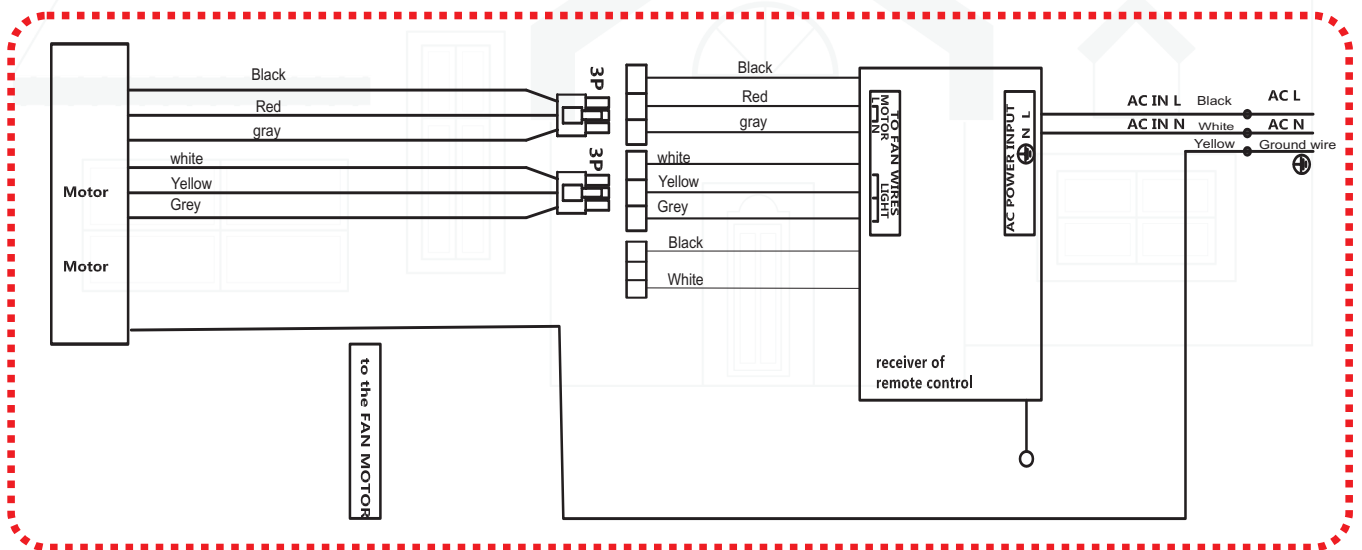 Black
Red
gray
white
Yellow
Grey
Motor
Motor
3P
3P
to the FAN MOTOR
Black
Red
gray
white
Yellow
Grey
Black
White
TO FAN WIRES
MOTOR
L N
LIGHT
AC POWER INPUT
N L
receiver of
remote control
AC IN L Black AC L
AC IN N White AC N
Yellow Ground wire